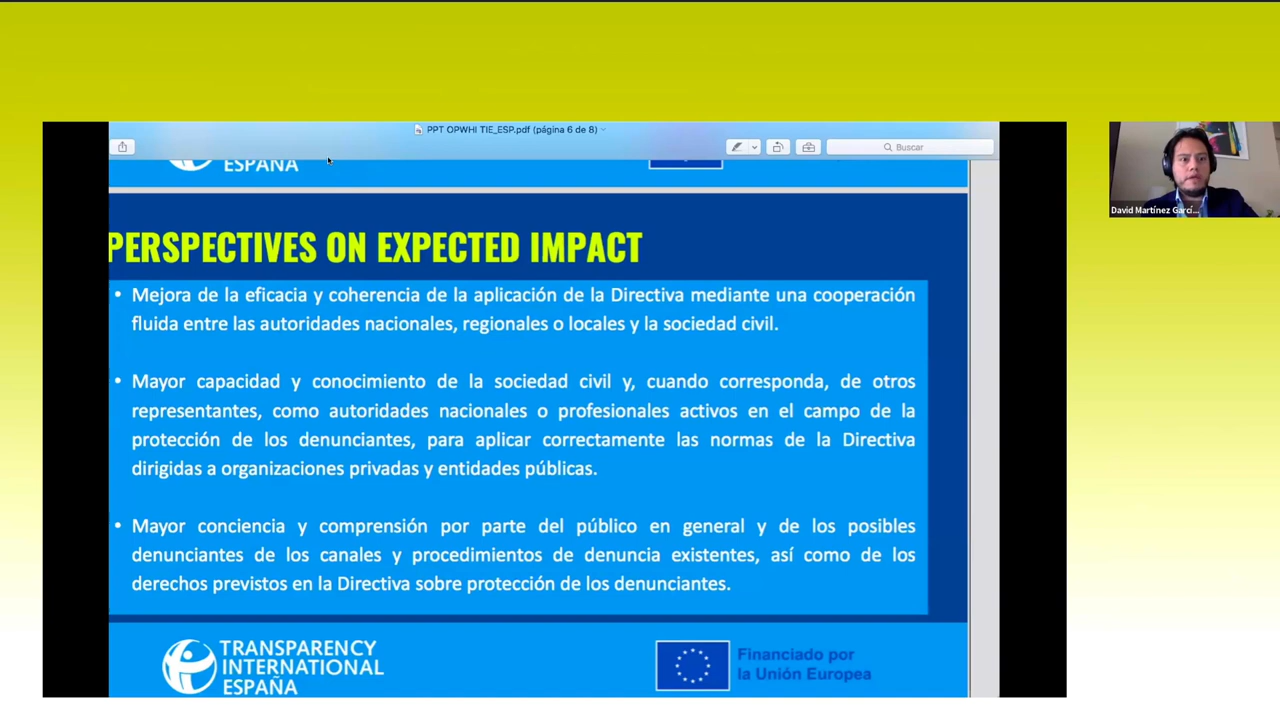 PPT OPWHI TIE_ESP.pdf (página 6 de 8)
Buscar
ESPAÑA
PERSPECTIVES ON EXPECTED IMPACT
• Mejora de la eficacia y coherencia de la aplicación de la Directiva mediante una cooperación
fluida entre las autoridades nacionales, regionales o locales y la sociedad civil.
• Mayor capacidad y conocimiento de la sociedad civil y, cuando corresponda, de otros
representantes, como autoridades nacionales o profesionales activos en el campo de la
protección de los denunciantes, para aplicar correctamente las normas de la Directiva
dirigidas a organizaciones privadas y entidades públicas.
• Mayor conciencia y comprensión por parte del público en general y de los posibles
denunciantes de los canales y procedimientos de denuncia existentes, así como de los
derechos previstos en la Directiva sobre protección de los denunciantes.
TRANSPARENCY
INTERNATIONAL
ESPAÑA
Financiado por
la Unión Europea
David Martínez Garcí...